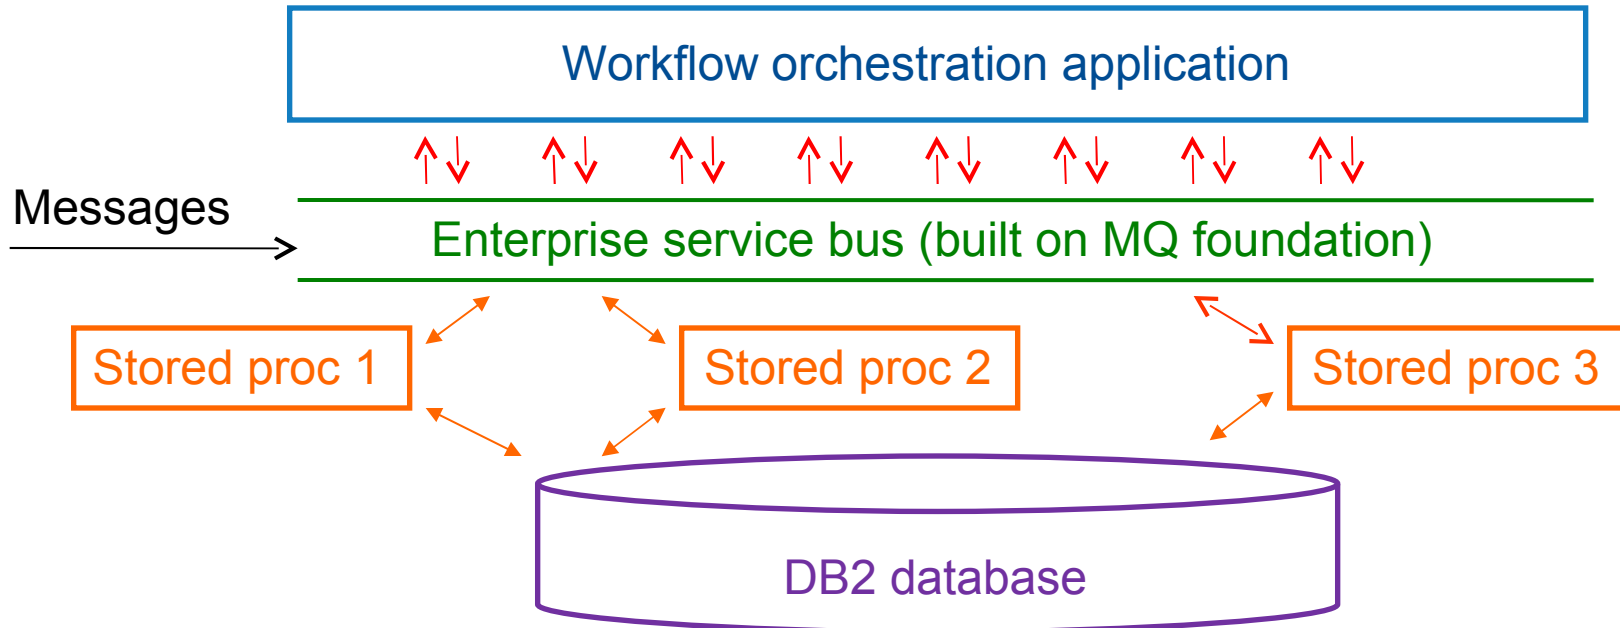 Workflow orchestration application
Messages
Enterprise service bus (built on MQ foundation)
Stored proc 1
Stored proc 2
Stored proc 3
DB2 database